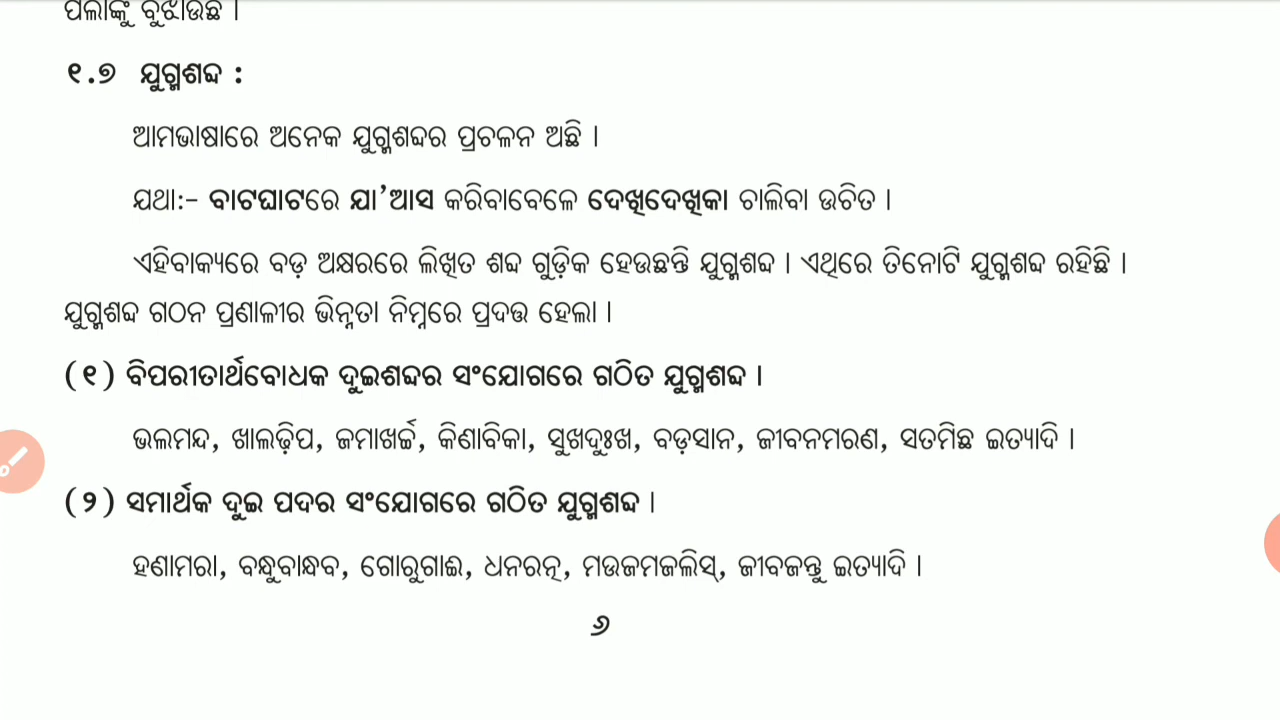 ପିଲାଙ୍କୁ ବୁଝାଉଛି ।
୧.୭ ଯୁଗ୍ମଶବ୍ଦ :
ଆମଭାଷାରେ ଅନେକ ଯୁଗ୍ମଶବ୍ଦର ପ୍ରଚଳନ ଅଛି ।
ଯଥା:- ବାଟଘାଟରେ ଯା’ଆସ କରିବାବେଳେ ଦେଖିଦେଖିକା ଚାଲିବା ଉଚିତ ।
ଏହିବାକ୍ୟରେ ବଡ଼ ଅକ୍ଷରରେ ଲିଖିତ ଶବ୍ଦ ଗୁଡ଼ିକ ହେଉଛନ୍ତି ଯୁଗ୍ମଶବ୍ଦ । ଏଥିରେ ତିନୋଟି ଯୁଗ୍ମଶବ୍ଦ ରହିଛି ।
ଯୁଗ୍ମଶବ୍ଦ ଗଠନ ପ୍ରଣାଳୀର ଭିନ୍ନତା ନିମ୍ନରେ ପ୍ରଦତ୍ତ ହେଲା ।
(୧) ବିପରୀତାର୍ଥବୋଧକ ଦୁଇଶବ୍ଦର ସଂଯୋଗରେ ଗଠିତ ଯୁଗ୍ମଶବ୍ଦ ।
ଭଲମନ୍ଦ, ଖାଲଢ଼ିପ, ଜମାଖର୍ଚ୍ଚ, କିଣାବିକା, ସୁଖଦୁଃଖ, ବଡ଼ସାନ, ଜୀବନମରଣ, ସତମିଛ ଇତ୍ୟାଦି ।
(୨) ସମାର୍ଥକ ଦୁଇ ପଦର ସଂଯୋଗରେ ଗଠିତ ଯୁଗ୍ମଶବ୍ଦ ।
ହଣାମରା, ବନ୍ଧୁବାନ୍ଧବ, ଗୋରୁଗାଈ, ଧନରତ୍ନ, ମଉଜମଜଲିସ୍, ଜୀବଜନ୍ତୁ ଇତ୍ୟାଦି ।
୬